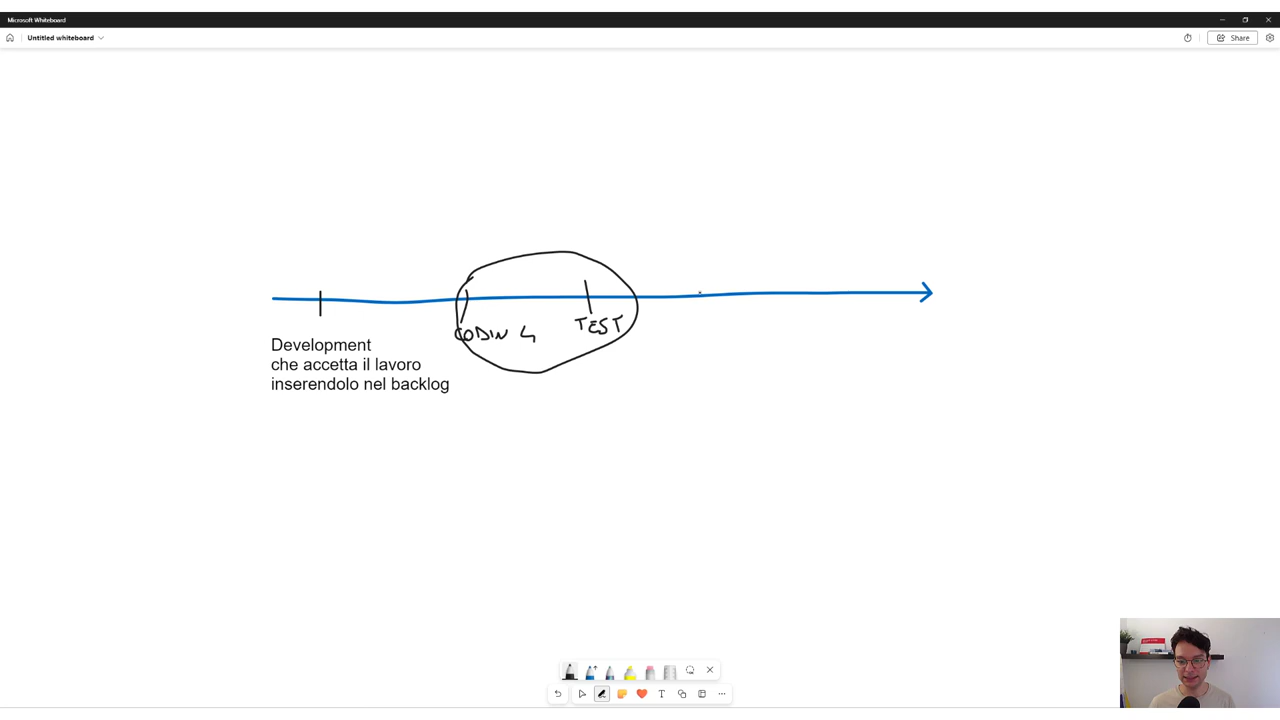 Microsoft Whiteboard
Untitled whiteboard
Share
CODING
TEST
Development
che accetta il lavoro
inserendolo nel backlog